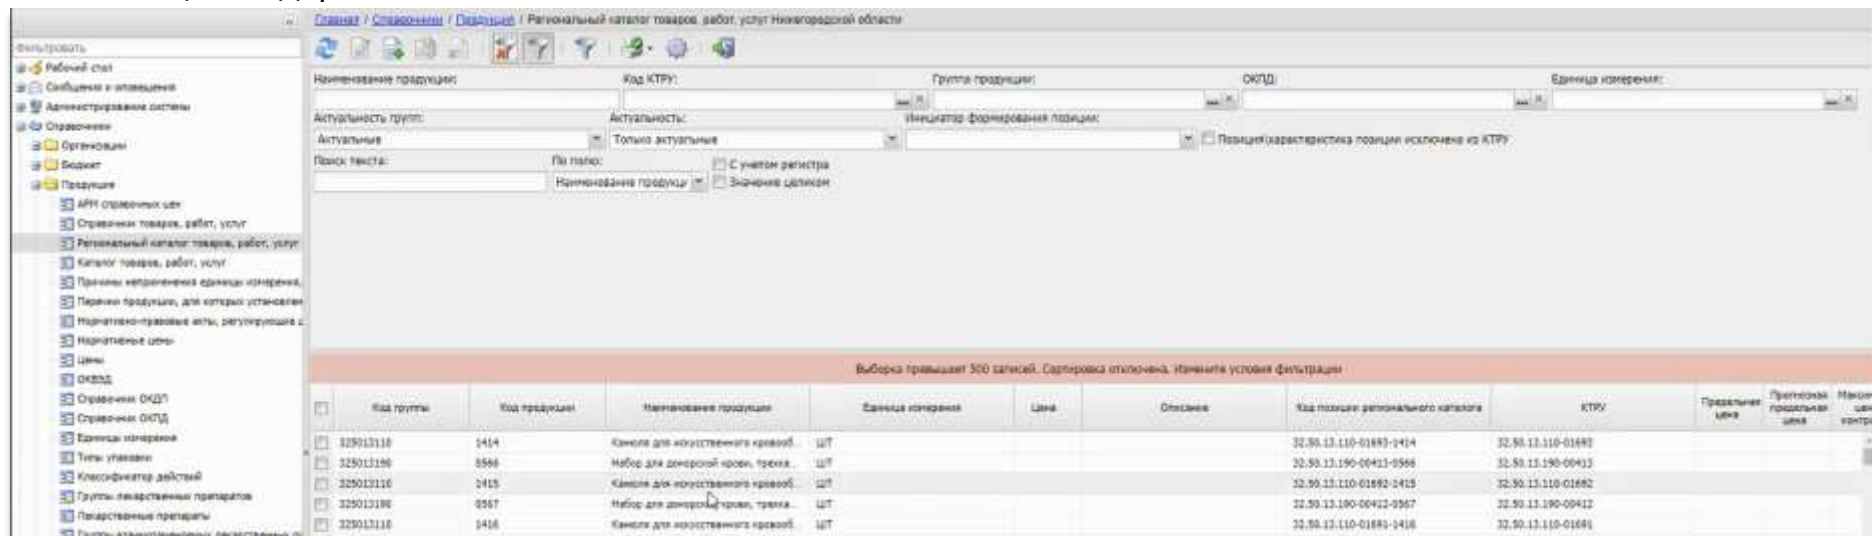 Главная / Справочники / Продукция / Региональный каталог товаров, работ, услуг Нижегородской области
Фильтровать
Рабочий стол
Сообщения и оповещения
Администрирование системы
Справочники
Организации
Бюджет
Продукция
АРМ справочных цен
Справочник товаров, работ, услуг
Региональный каталог товаров, работ, услуг
Каталог товаров, работ, услуг
Причины неприменения единицы измерения,
Перечни продукции, для которых установлен
Нормативно-правовые акты, регулирующие
Нормативные цены
Цены
ОКВЭД
Справочник ОКДП
Справочник ОКПД
Единицы измерения
Типы упаковки
Классификатор действий
Группы лекарственных препаратов
Лекарственные препараты
Наименование продукции: Код КТРУ: Группа продукции: ОКПД: Единица измерения:
Актуальность групп: Актуальность: Инициатор формирования позиции:
Актуальные Только актуальные Позиция\характеристика позиции исключена из КТРУ
Поиск текста: По полю: С учетом регистра
Наименование продукци Значение целиком
Выборка превышает 500 записей. Сортировка отключена. Измените условия фильтрации
Код группы Код продукции Наименование продукции Единица измерения Цена Описание Код позиции регионального каталога КТРУ Предельная цена Прогнозная предельная цена
325013110 1414 Канюля для искусственного кровооб... ШТ 32.50.13.110-01693-1414 32.50.13.110-01693
325013190 0566 Набор для донорской крови, трехка... ШТ 32.50.13.190-00413-0566 32.50.13.190-00413
325013110 1415 Канюля для искусственного кровооб... ШТ 32.50.13.110-01692-1415 32.50.13.110-01692
325013190 0567 Набор для донорской крови, трехка... ШТ 32.50.13.190-00412-0567 32.50.13.190-00412
325013110 1416 Канюля для искусственного кровооб... ШТ 32.50.13.110-01691-1416 32.50.13.110-01691